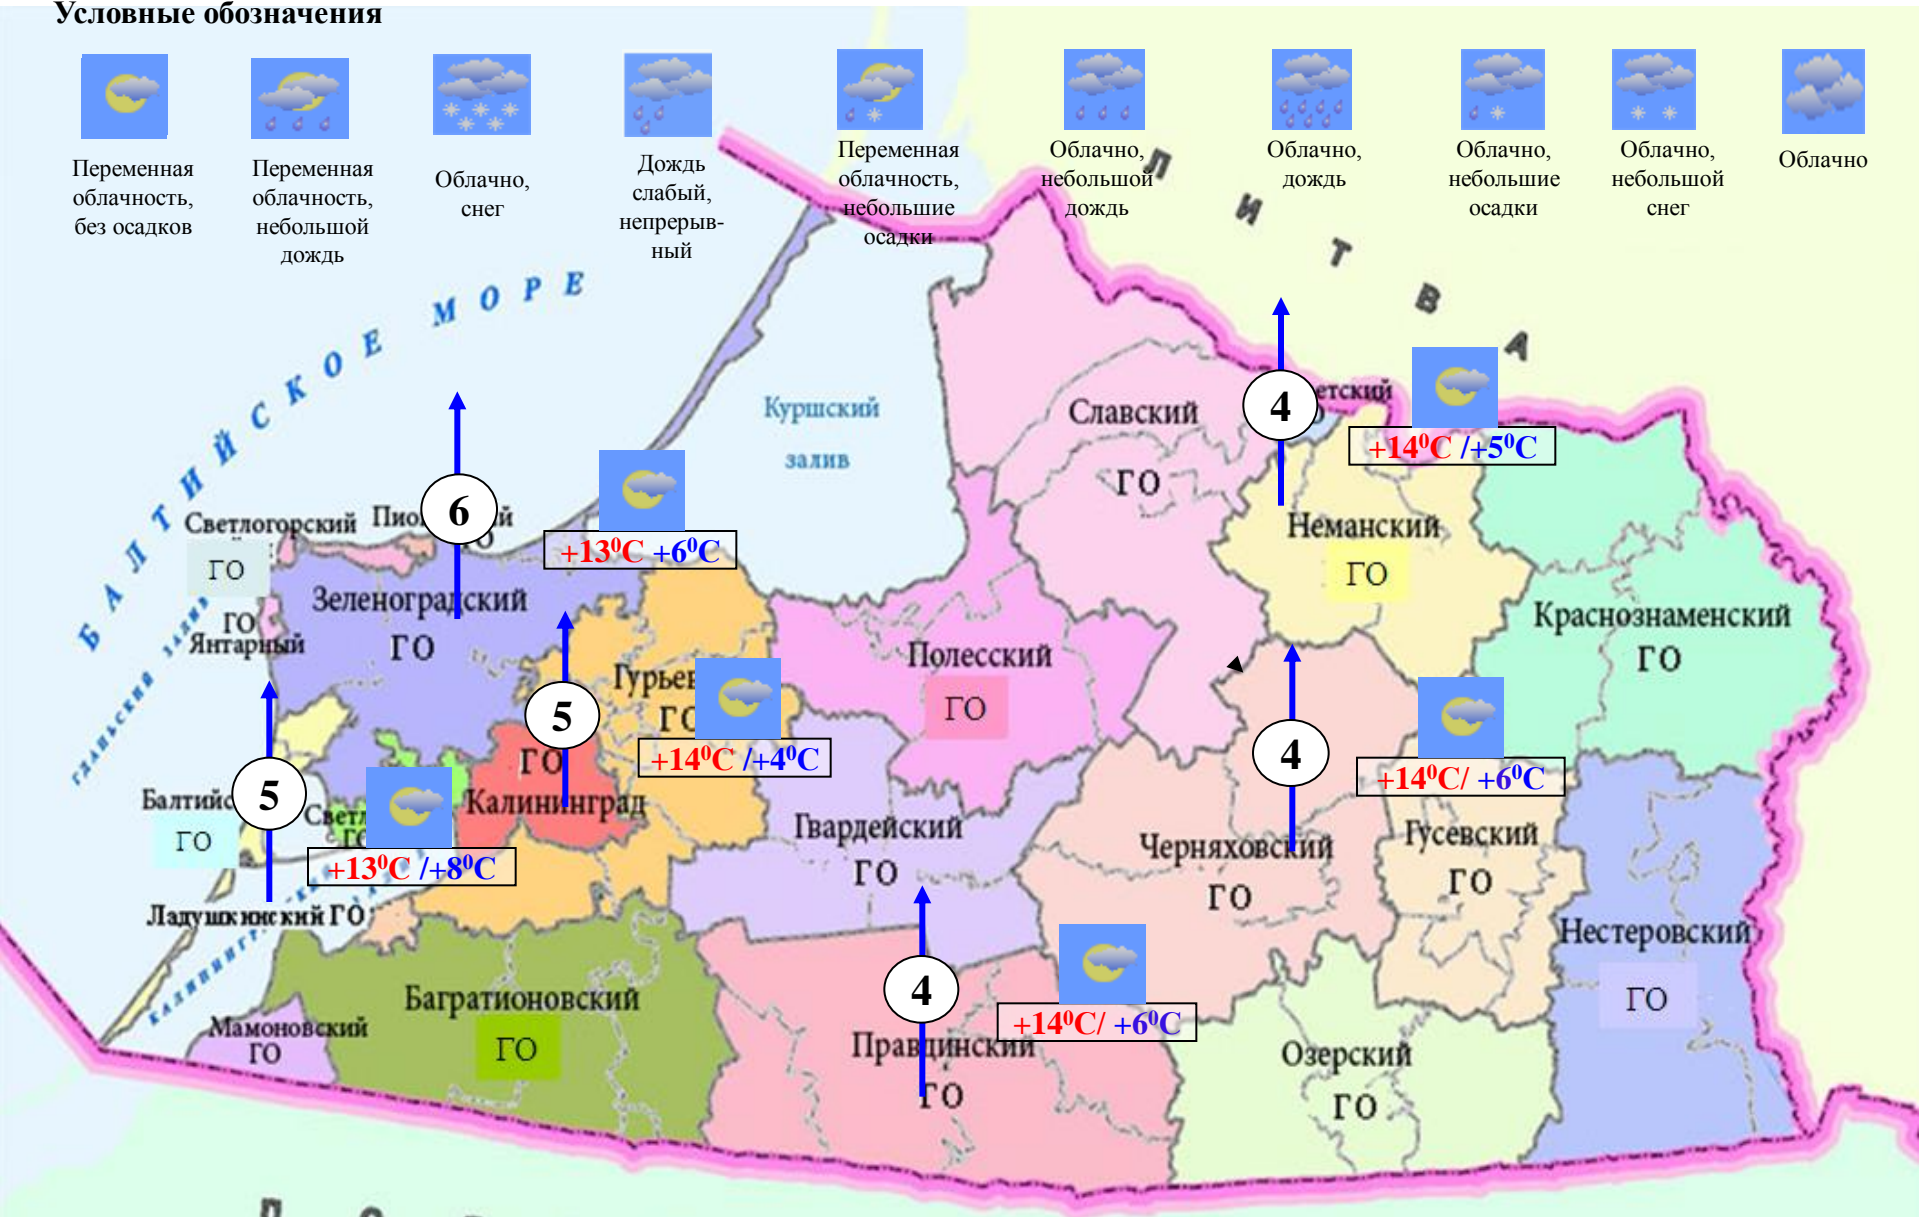 Условные обозначения
Переменная
облачность,
без осадков
Переменная
облачность,
небольшой
дождь
Облачно,
снег
Дождь
слабый,
непрерыв-
ный
Переменная
облачность,
небольшие
осадки
Облачно,
небольшой
дождь
Облачно,
дождь
Облачно,
небольшие
осадки
Облачно,
небольшой
снег
Облачно
ЛИТВА
БАЛТИЙСКОЕ МОРЕ
Куршский
залив
Славский
ГО
4
+14⁰С /+5⁰С
6
Светлогорский
ГО
+13⁰С +6⁰С
Неманский
ГО
Зеленоградский
ГО
ГО
Янтарный
ГДАНЬСКИЙ ЗАЛИВ
Краснознаменский
ГО
Полесский
ГО
5
+14⁰С /+4⁰С
4
+14⁰С/ +6⁰С
ГО
Калининград
5
ГО
+13⁰С /+8⁰С
Гвардейский
ГО
Черняховский
ГО
Гусевский
ГО
Ладушкинский ГО
Нестеровский
ГО
4
+14⁰С/ +6⁰С
Багратионовский
ГО
Мамоновский
ГО
Правдинский
ГО
Озерский
ГО